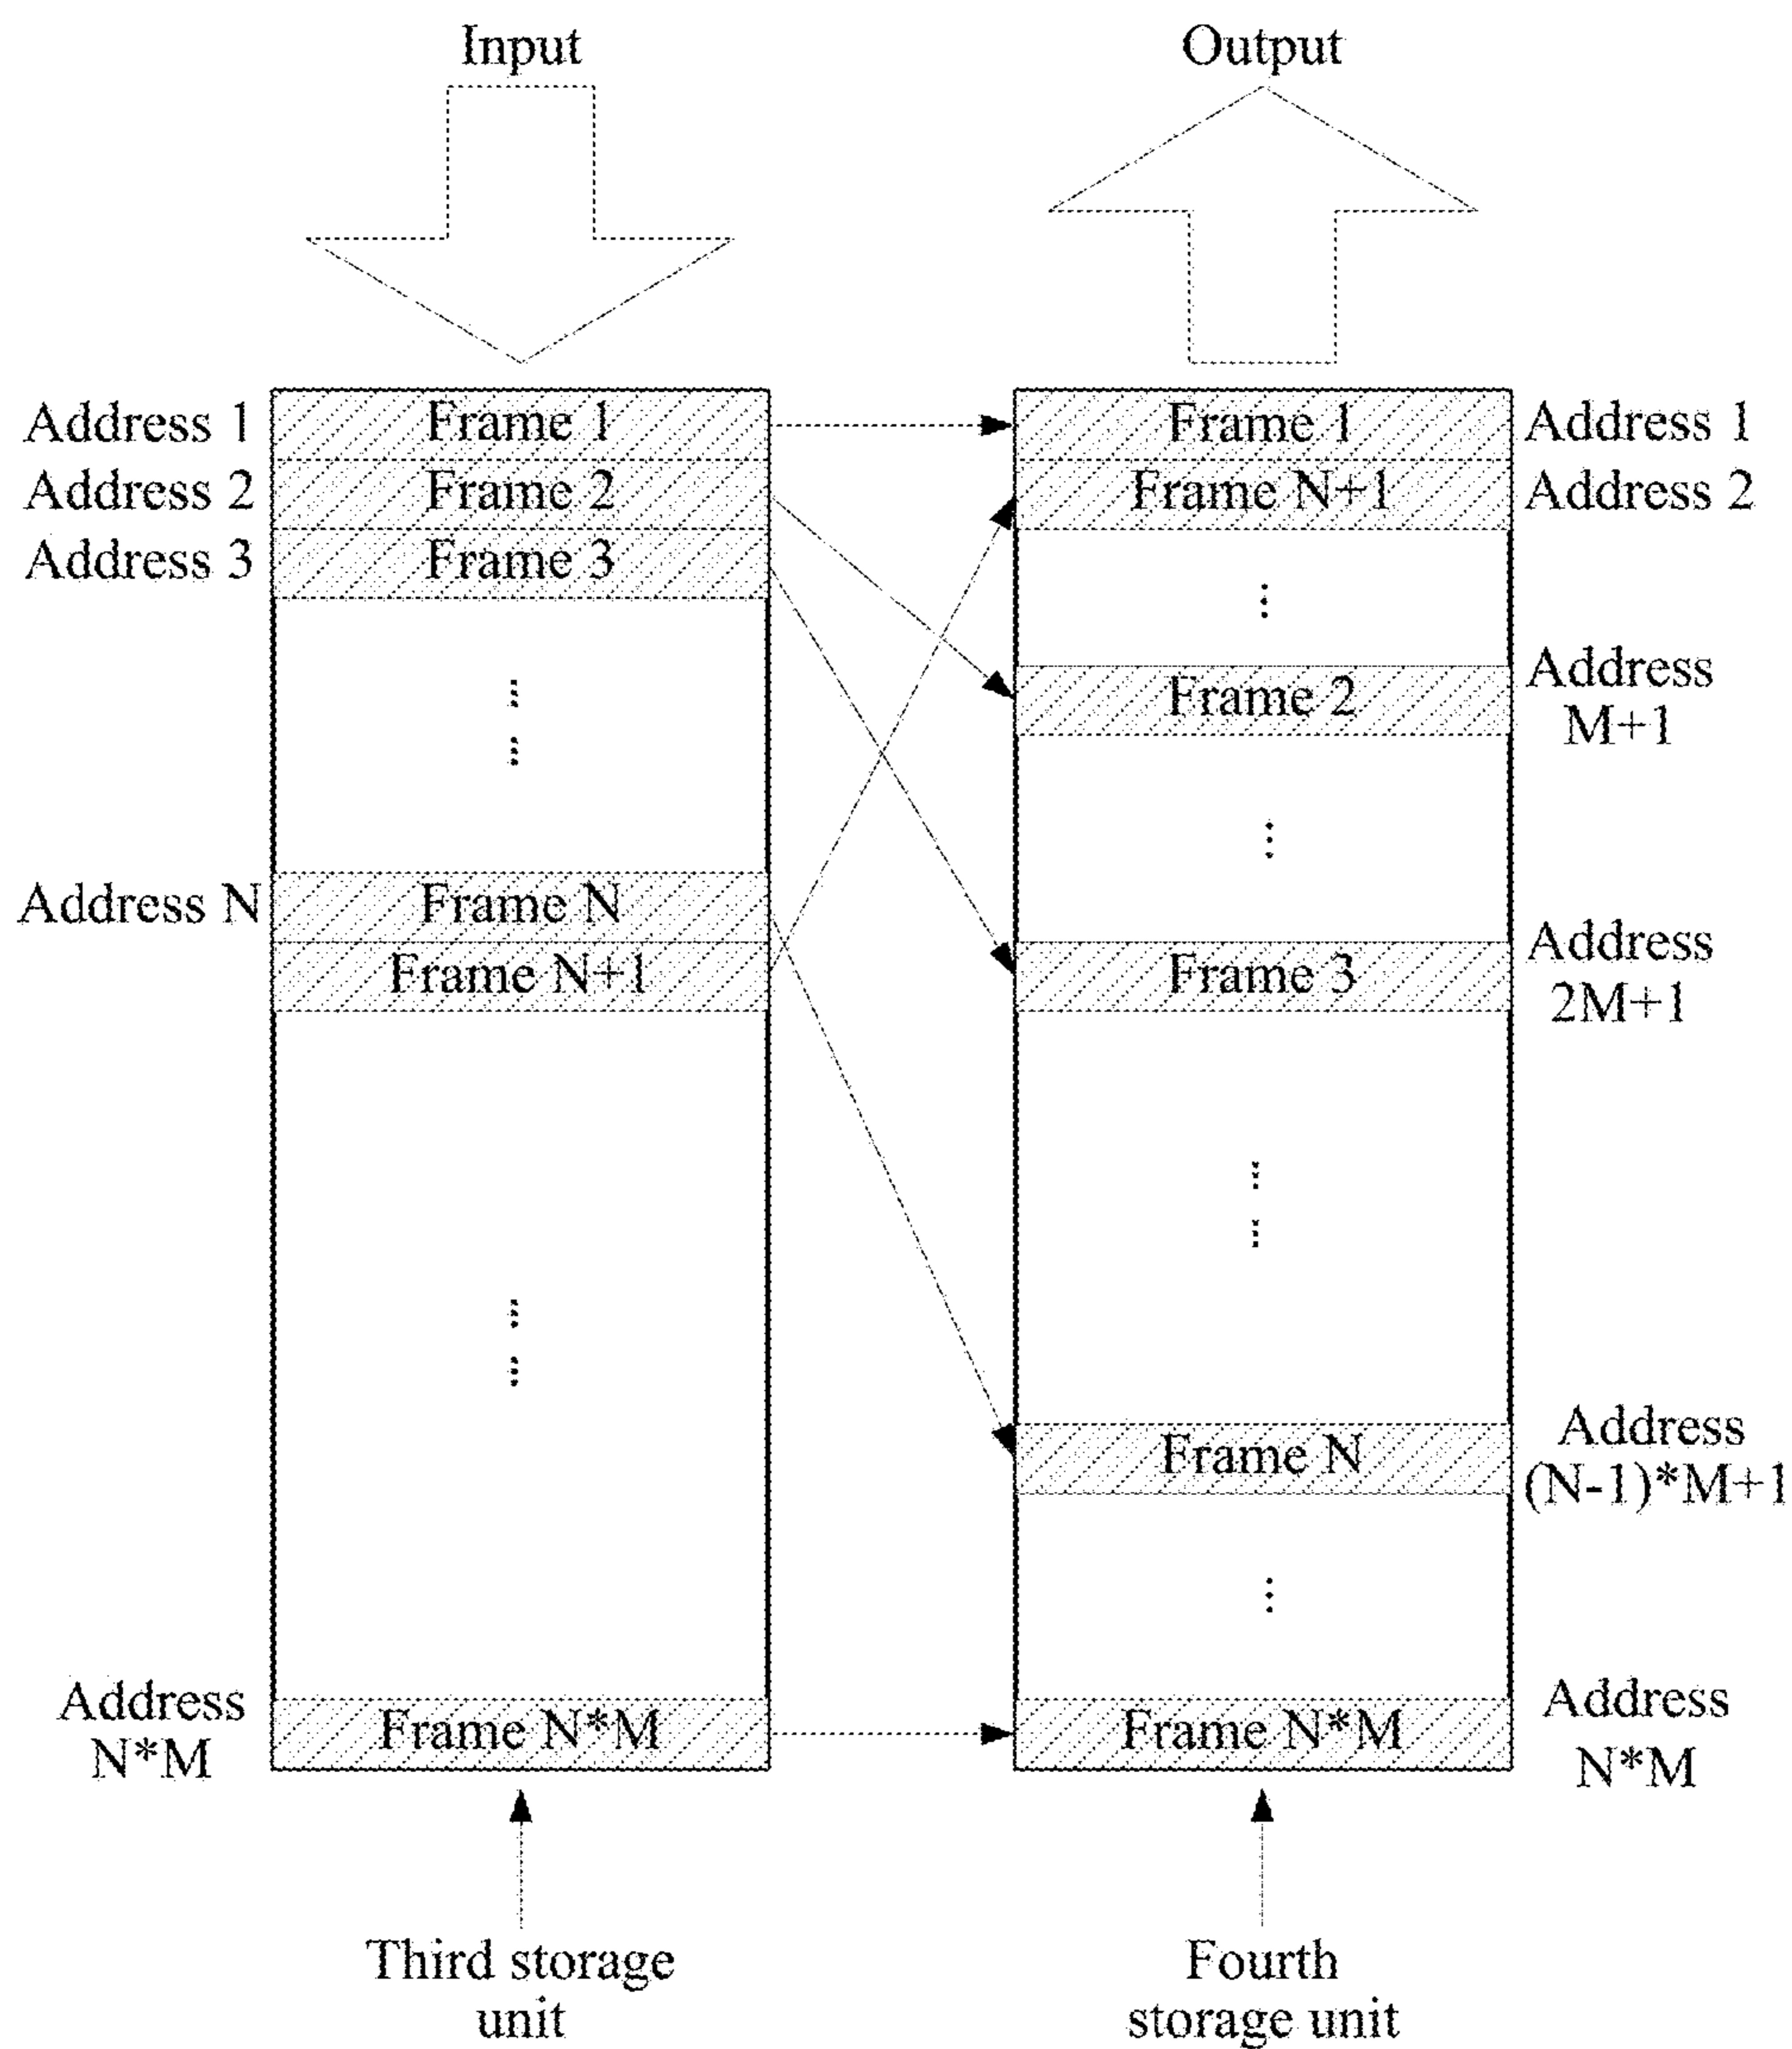 Input
Output
Address 1
Frame 1
Frame 1
Address 1
Address 2
Frame 2
Frame N+1
Address 2
Address 3
Frame 3
⋮
⋮
⋮
Frame 2
Address
M+1
⋮
Address N
Frame N
Frame N+1
Frame 3
Address
2M+1
⋮
⋮
⋮
⋮
Frame N
Address
(N-1)*M+1
⋮
Address
N*M
Frame N*M
Frame N*M
Address
N*M
Third storage
unit
Fourth
storage unit